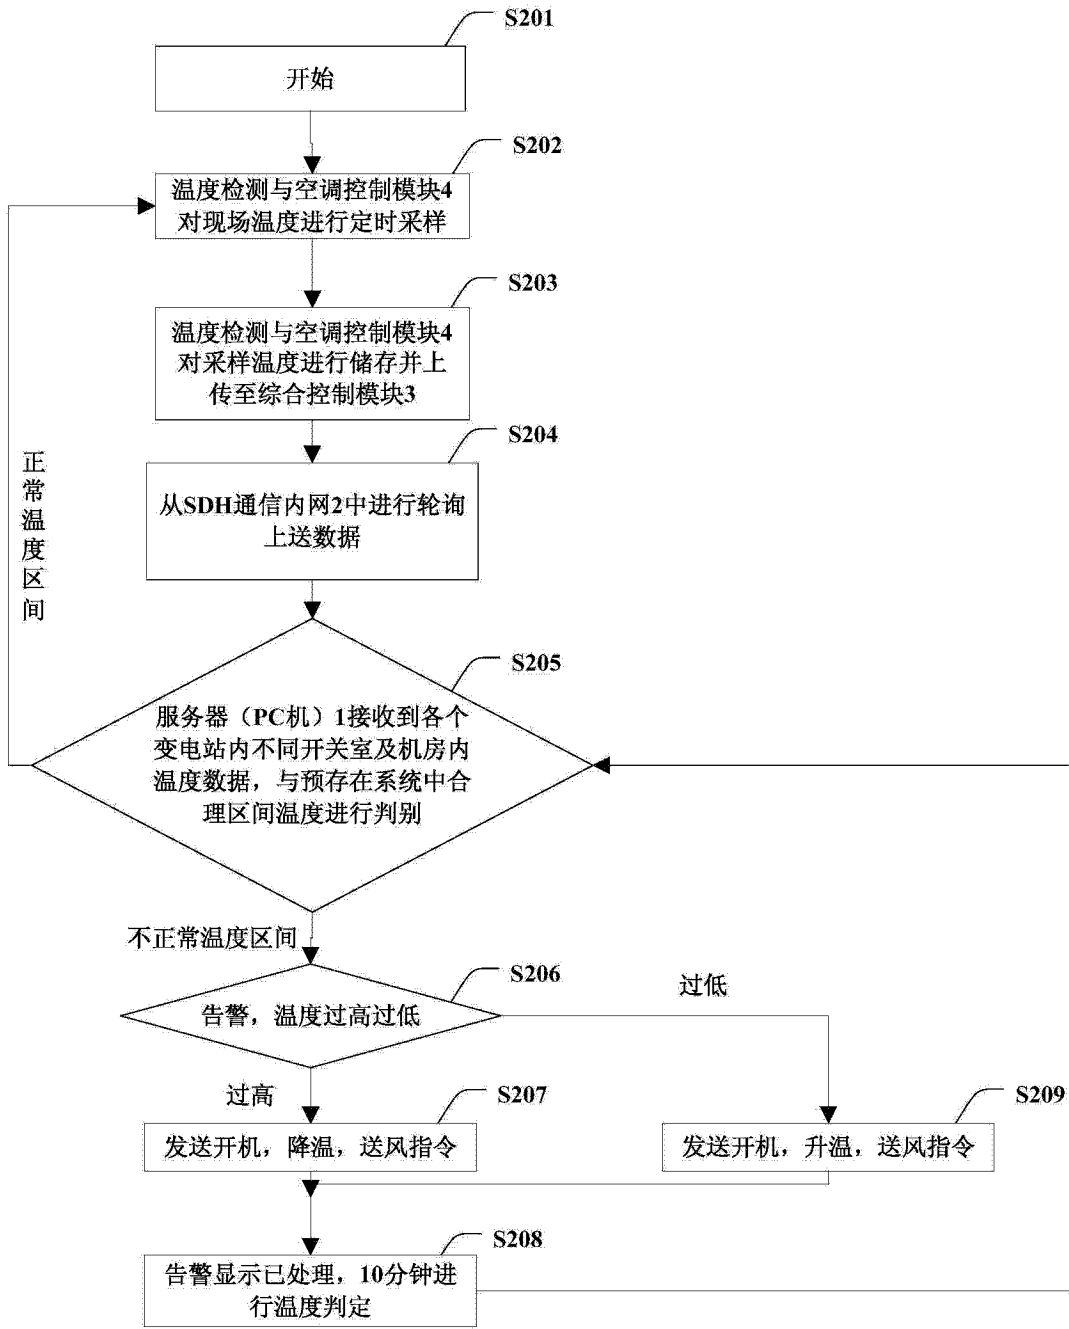 S201
开始
S202
温度检测与空调控制模块4
对现场温度进行定时采样
S203
温度检测与空调控制模块4
对采样温度进行储存并上
传至综合控制模块3
S204
从SDH通信内网2中进行轮询
上送数据
正常温度区间
S205
服务器（PC机）1接收到各个
变电站内不同开关室及机房内
温度数据，与预存在系统中合
理区间温度进行判别
不正常温度区间
S206
告警，温度过高过低
过低
过高
S207
发送开机，降温，送风指令
S209
发送开机，升温，送风指令
S208
告警显示已处理，10分钟进
行温度判定